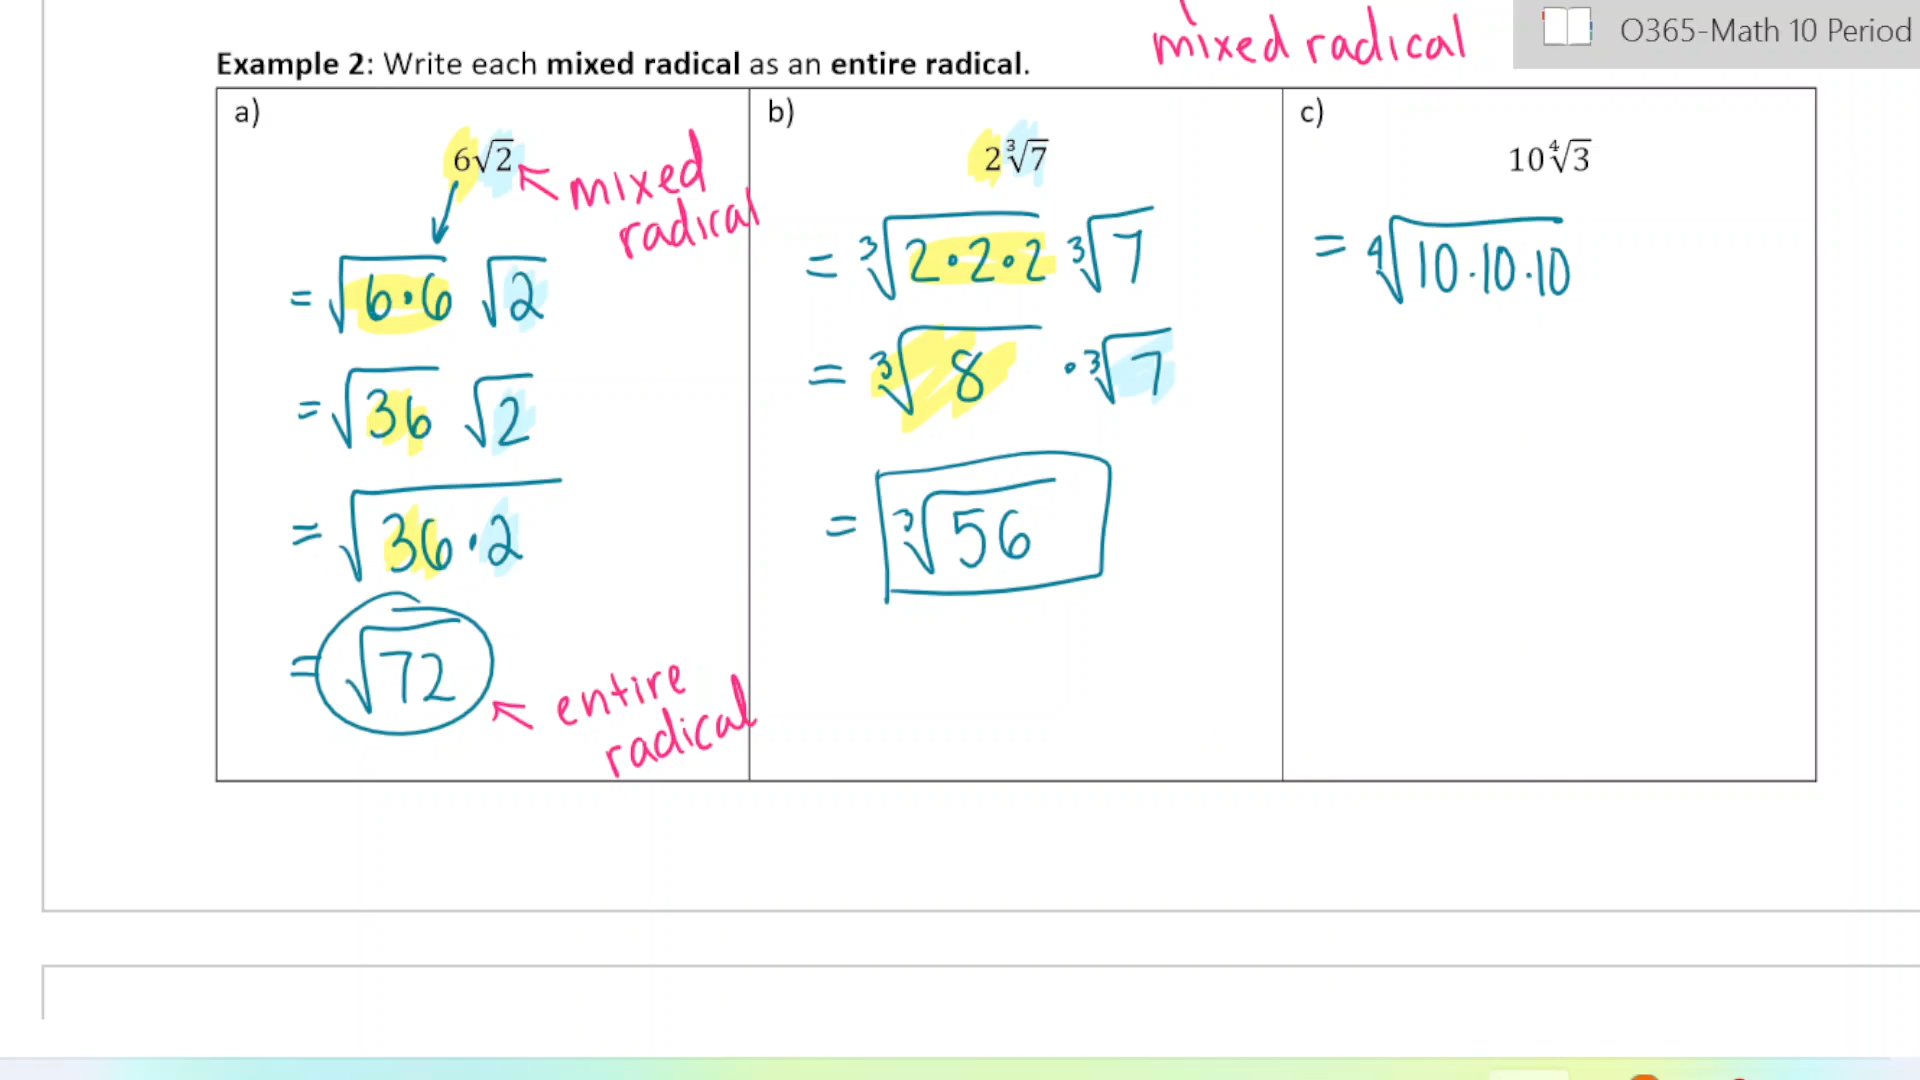 mixed radical
O365-Math 10 Period
Example 2: Write each mixed radical as an entire radical.
a)
6√2
mixed
radical
= √6·6 √2
= √36 √2
= √36·2
= √72
entire
radical
b)
2∛7
= ∛2·2·2 ∛7
= ∛8 · ∛7
= ∛56
c)
10∜3
= ∜10·10·10